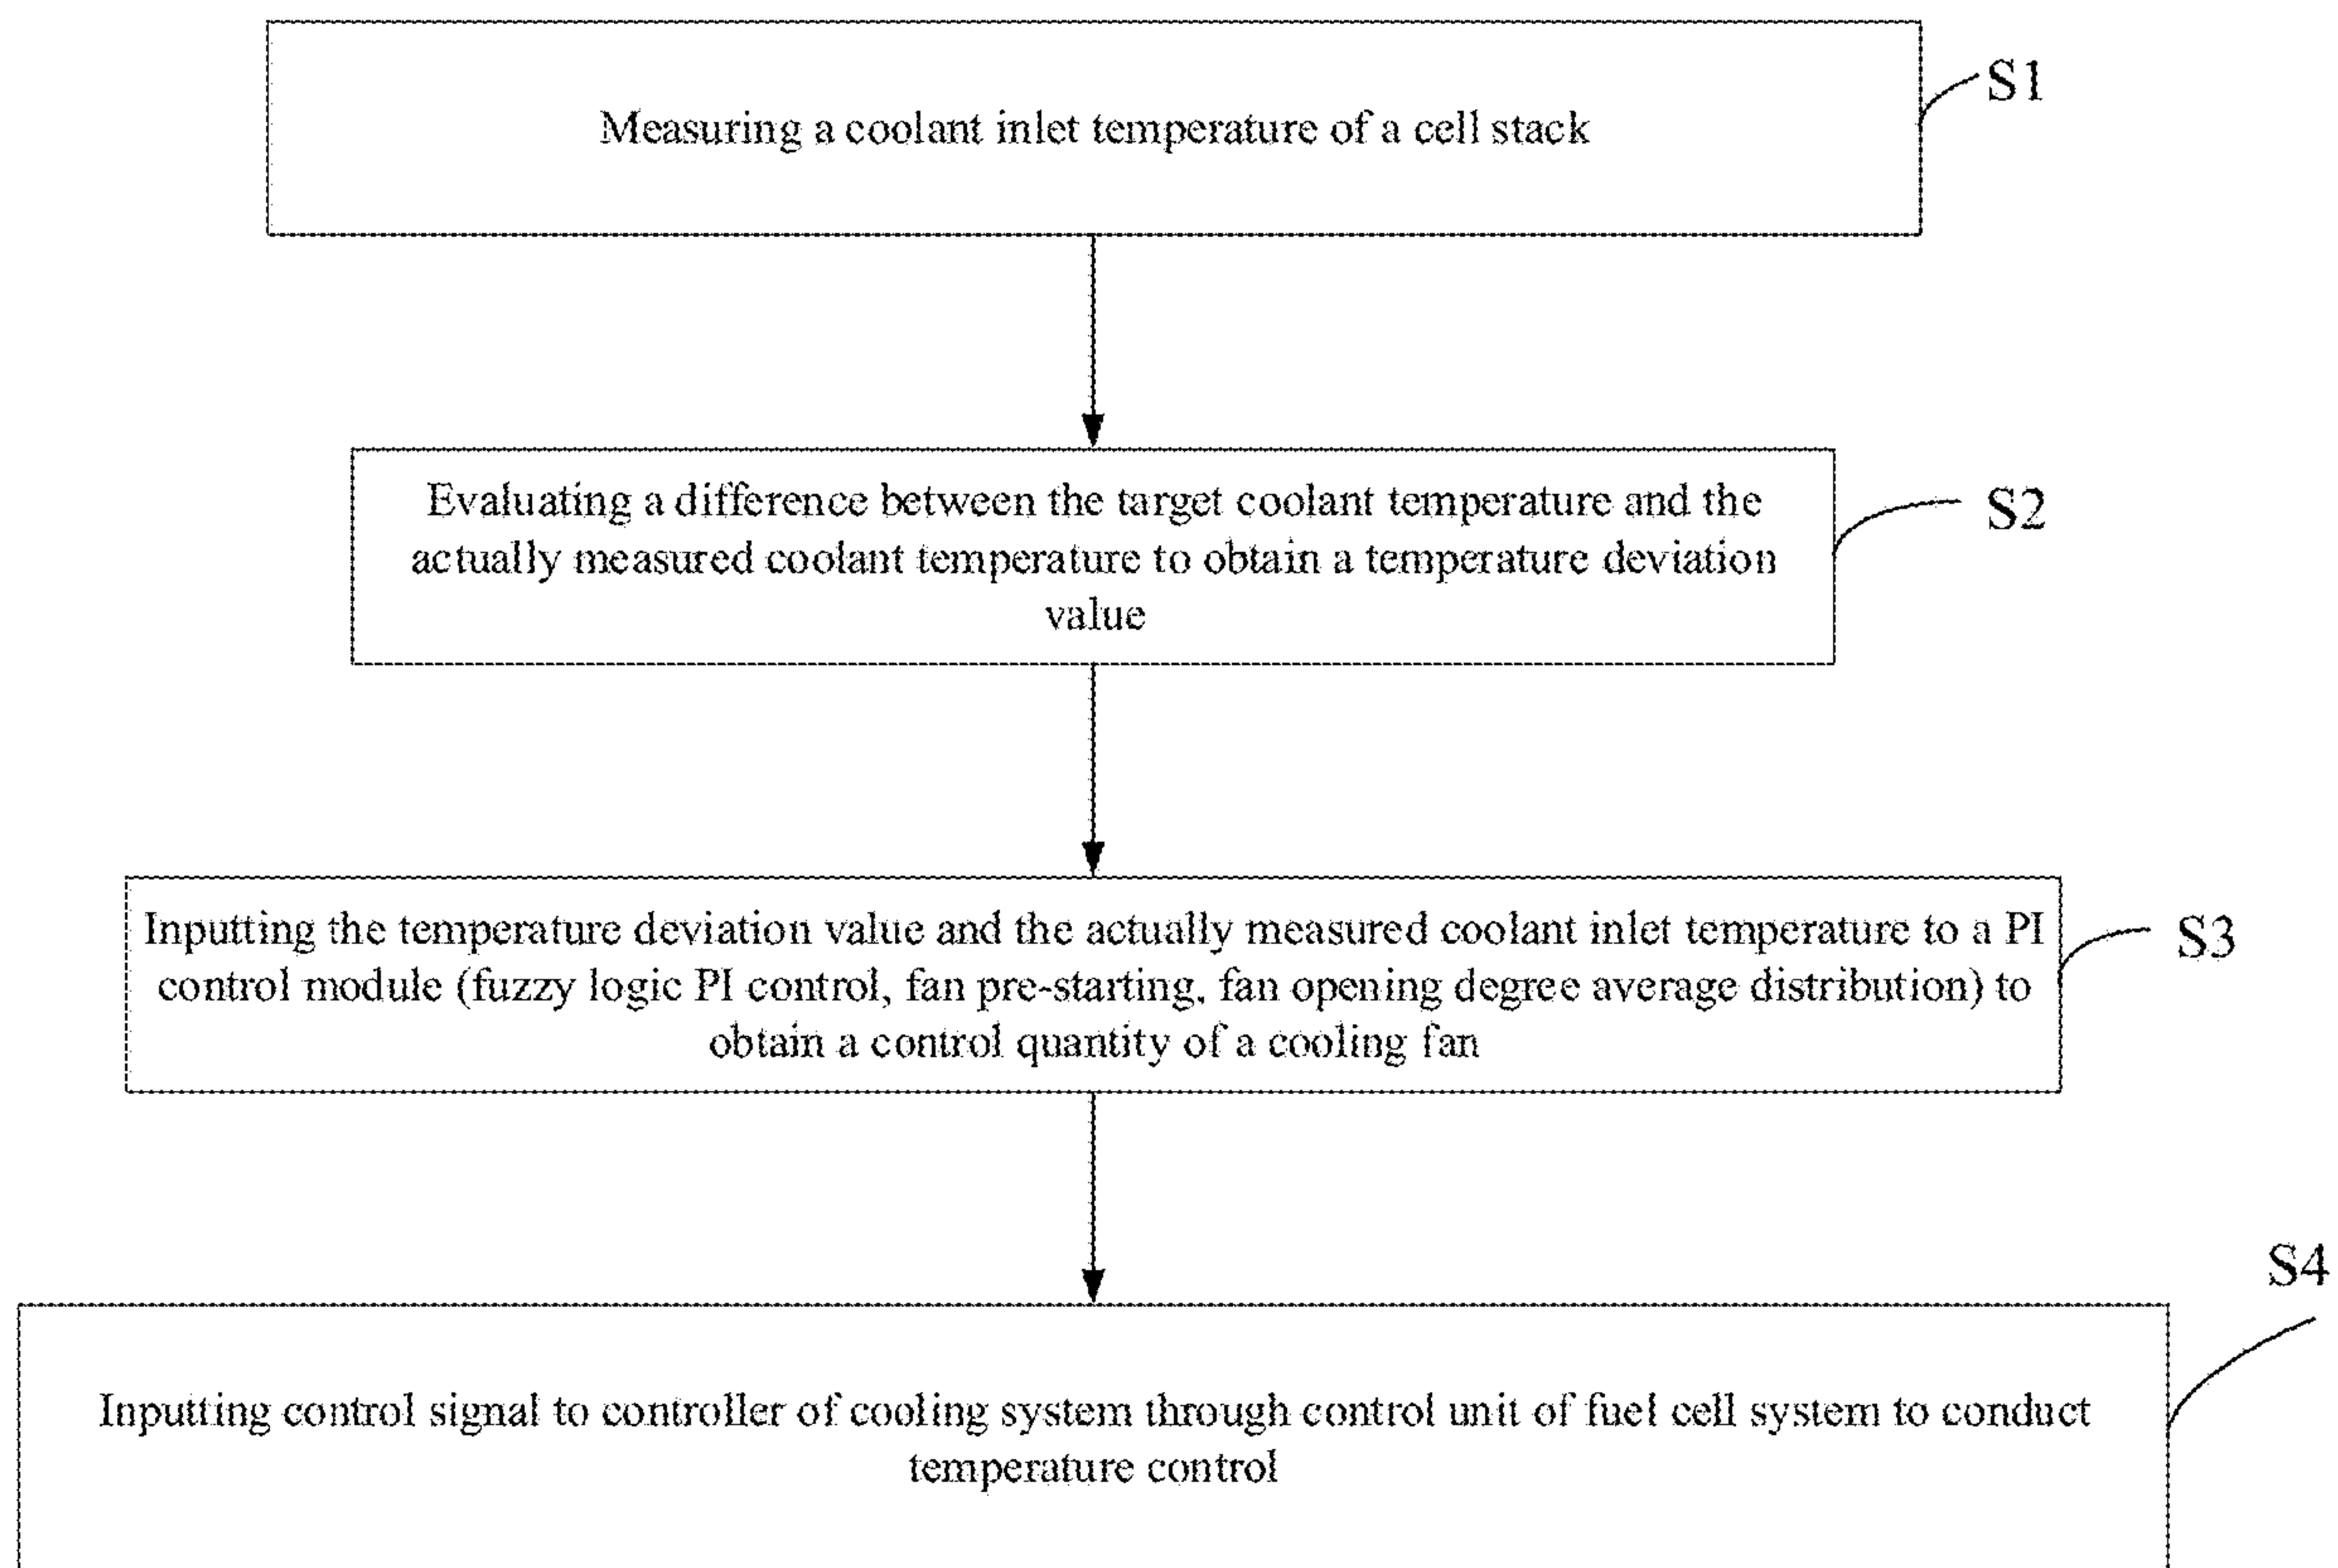 Measuring a coolant inlet temperature of a cell stack
S1
Evaluating a difference between the target coolant temperature and the
actually measured coolant temperature to obtain a temperature deviation
value
S2
Inputting the temperature deviation value and the actually measured coolant inlet temperature to a PI
control module (fuzzy logic PI control, fan pre-starting, fan opening degree average distribution) to
obtain a control quantity of a cooling fan
S3
S4
Inputting control signal to controller of cooling system through control unit of fuel cell system to conduct
temperature control